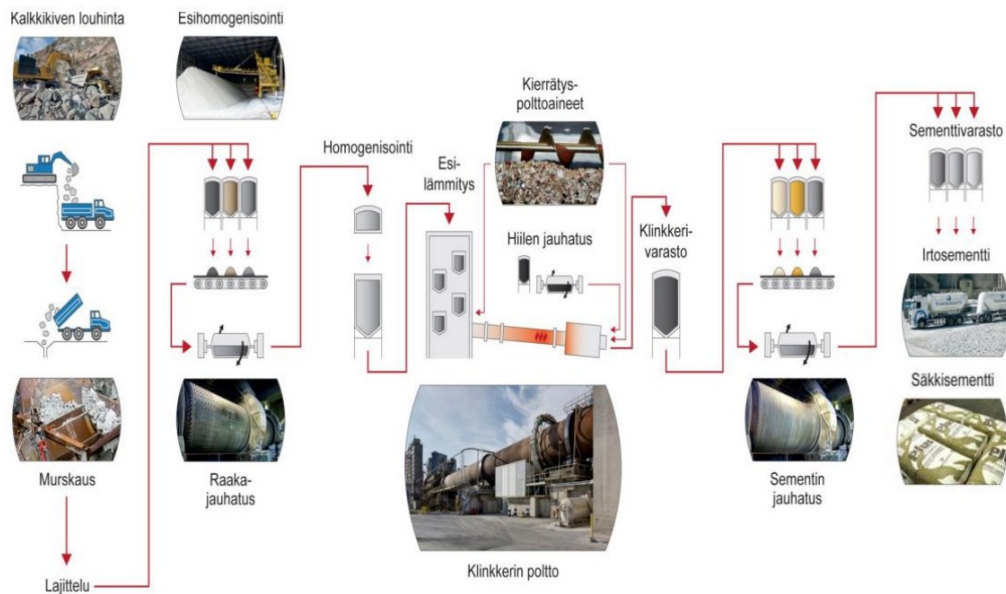 Kalkkikiven louhinta
Esihomogenisointi
Kierrätys-
polttoaineet
Homogenisointi
Esi-
lämmitys
Hiilen jauhatus
Klinkkeri-
varasto
Sementtivarasto
Irtosementti
Säkkisementti
Murskaus
Raaka-
jauhatus
Sementin
jauhatus
Klinkkerin poltto
Lajittelu